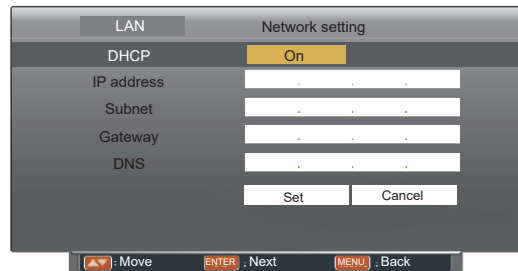 LAN Network setting
DHCP On
IP address . . .
Subnet . . .
Gateway . . .
DNS . . .
Set Cancel
▲▼ : Move ENTER : Next MENU : Back